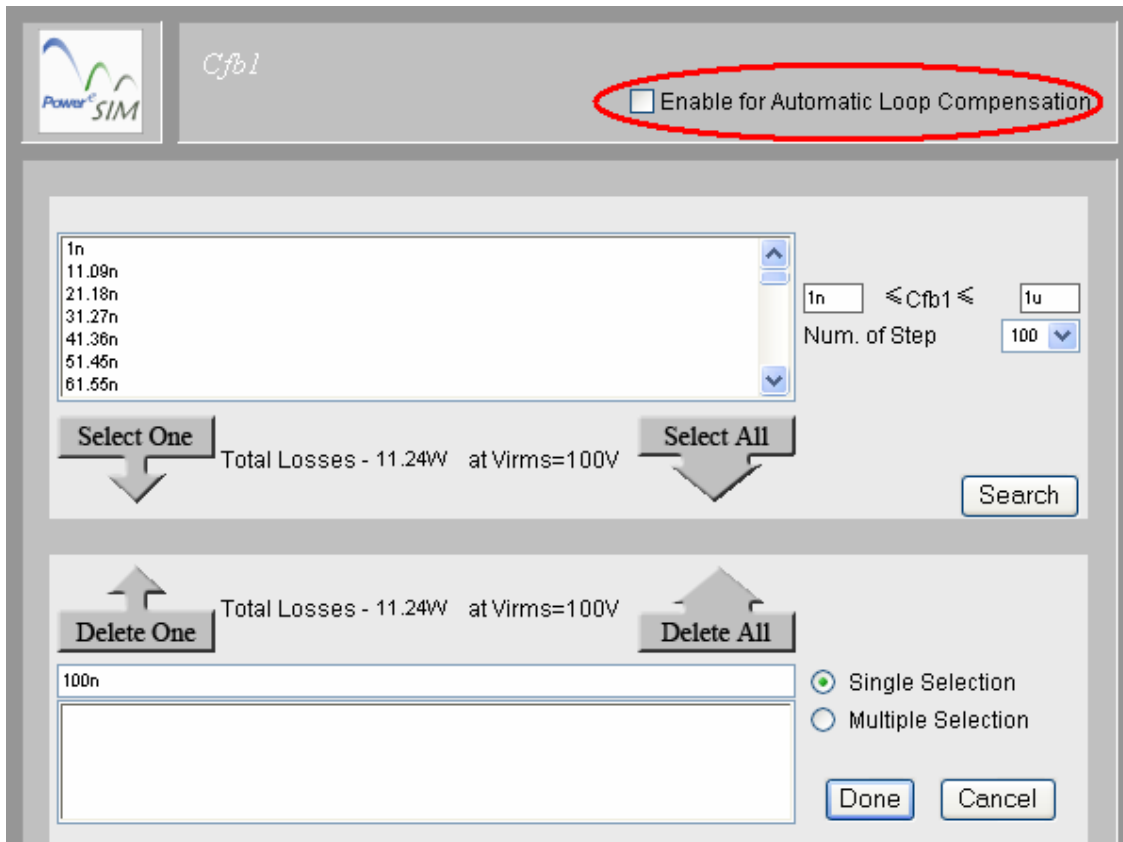 Power e SIM
Cfb1
Enable for Automatic Loop Compensation
1n
11.09n
21.18n
31.27n
41.36n
51.45n
61.55n
1n ≤Cfb1≤ 1u
Num. of Step 100
Select One
Total Losses - 11.24W at Virms=100V
Select All
Search
Delete One
Total Losses - 11.24W at Virms=100V
Delete All
100n
Single Selection
Multiple Selection
Done Cancel